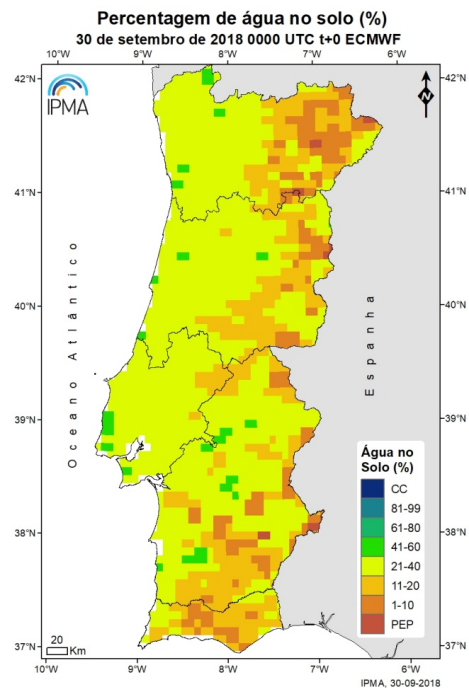 Percentagem de água no solo (%)
30 de setembro de 2018 0000 UTC t+0 ECMWF
10°W 9°W 8°W 7°W 6°W
42°N 42°N
IPMA
N
41°N 41°N
40°N 40°N
Oceano Atlântico
Espanha
39°N 39°N
Água no
Solo (%)
CC
81-99
61-80
41-60
21-40
11-20
1-10
PEP
38°N 38°N
37°N 37°N
20
Km
10°W 9°W 8°W 7°W 6°W
IPMA, 30-09-2018